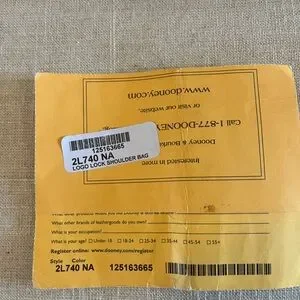 www.dooney.com
or visit our website,
Call 1-877-DOONEY
Dooney & Bourke
Interested in more
125163665
2L740 NA
LOGO LOCK SHOULDER BAG
What other brands of leathergoods do you own?
What is your occupation?
What is your age? Under 18 18-24 25-34 35-44 45-54 55+
Register online: www.dooney.com/register
Style Color
2L740 NA 125163665